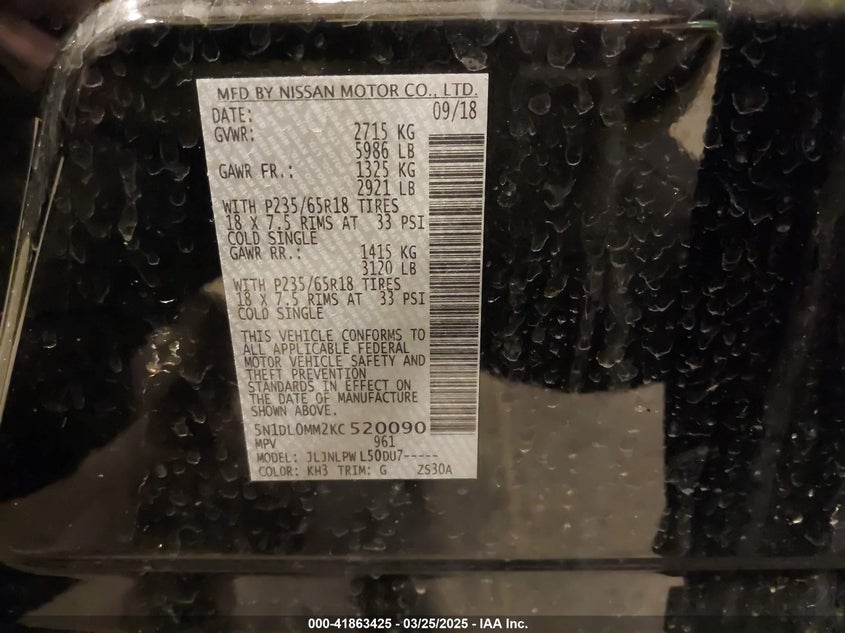 MFD BY NISSAN MOTOR CO., LTD.
DATE: 09/18
GVWR: 2715 KG
5986 LB
GAWR FR.: 1325 KG
2921 LB
WITH P235/65R18 TIRES
18 X 7.5 RIMS AT 33 PSI
COLD SINGLE
GAWR RR.: 1415 KG
3120 LB
WITH P235/65R18 TIRES
18 X 7.5 RIMS AT 33 PSI
COLD SINGLE
THIS VEHICLE CONFORMS TO
ALL APPLICABLE FEDERAL
MOTOR VEHICLE SAFETY AND
THEFT PREVENTION
STANDARDS IN EFFECT ON
THE DATE OF MANUFACTURE
SHOWN ABOVE.
5N1DL0MM2KC 520090
MPV 961
MODEL: JLJNLPW L50DU7-----
COLOR: KH3 TRIM: G ZS30A
000-41863425 - 03/25/2025 - IAA Inc.